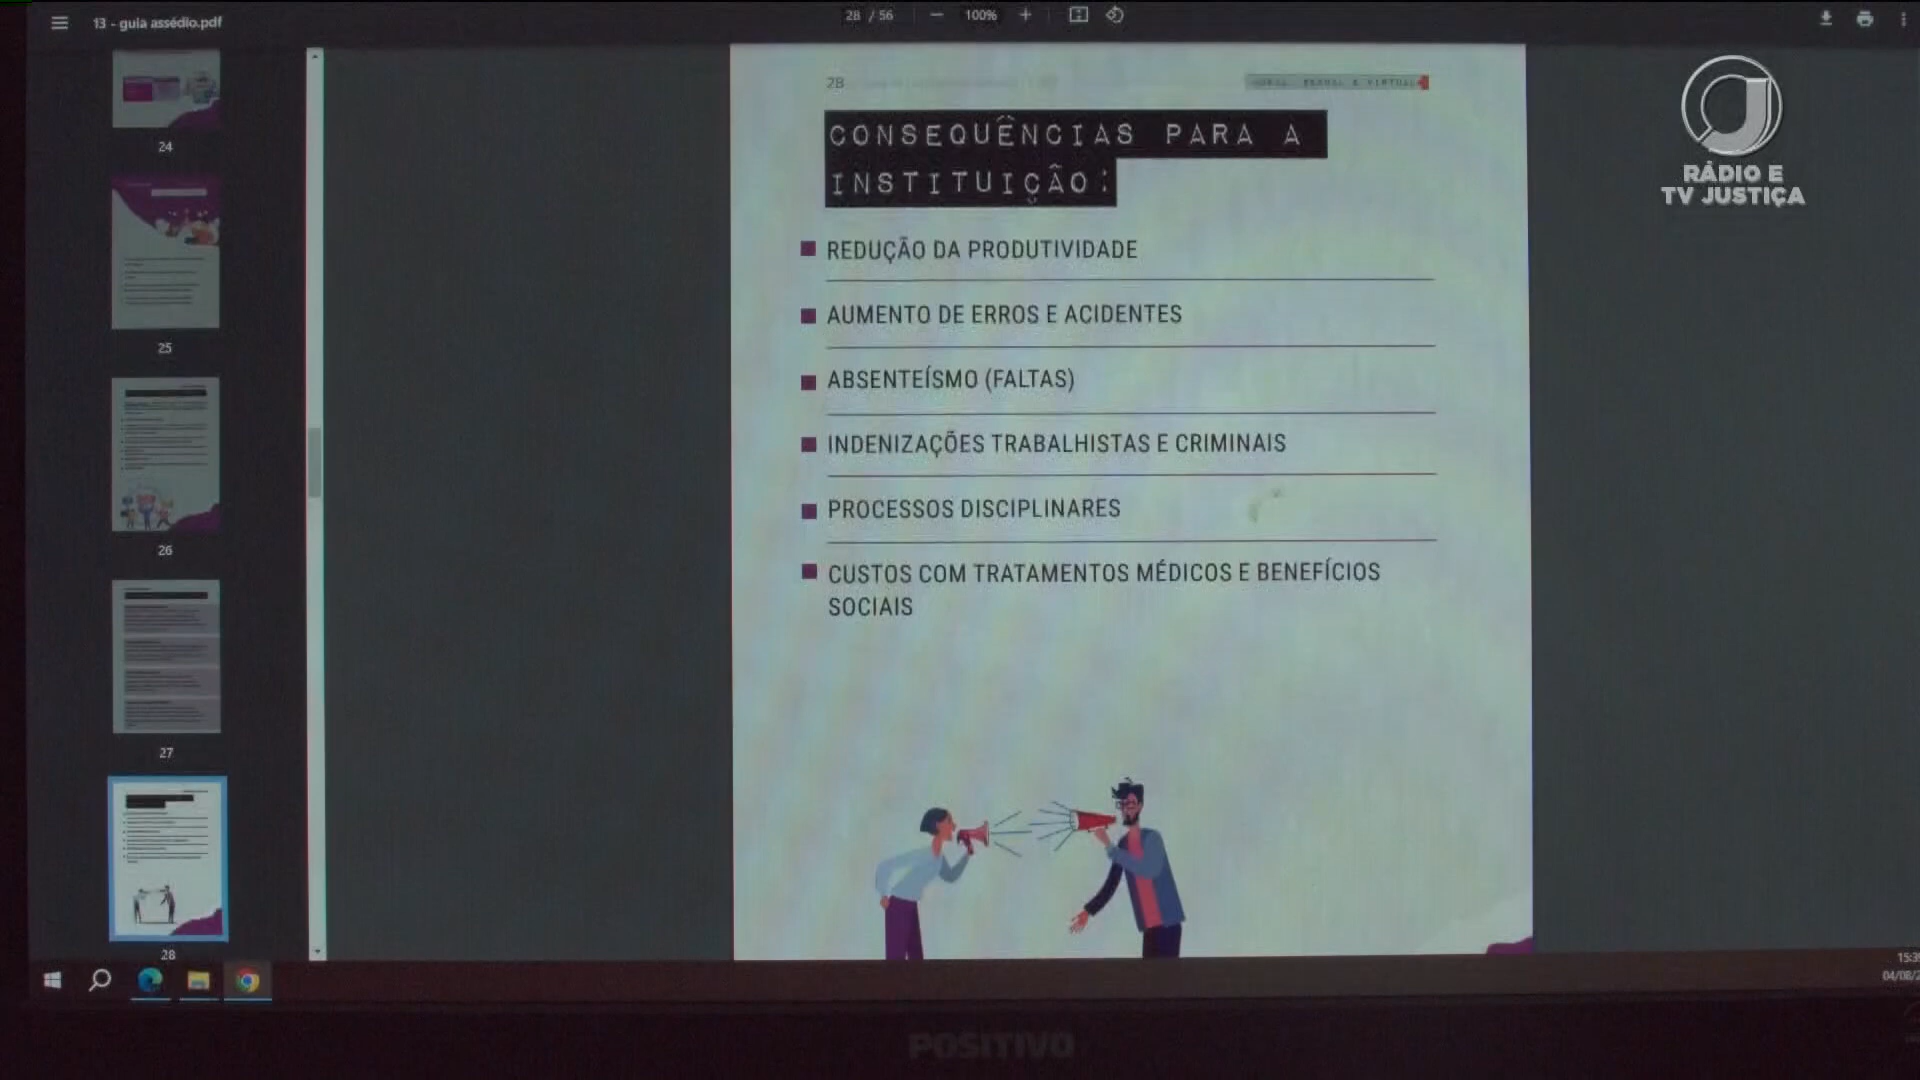 13 - guia assédio.pdf
28 / 56
100%
28
SEXUAL E VIRTUAL
CONSEQUÊNCIAS PARA A
INSTITUIÇÃO:
REDUÇÃO DA PRODUTIVIDADE
AUMENTO DE ERROS E ACIDENTES
ABSENTEÍSMO (FALTAS)
INDENIZAÇÕES TRABALHISTAS E CRIMINAIS
PROCESSOS DISCIPLINARES
CUSTOS COM TRATAMENTOS MÉDICOS E BENEFÍCIOS
SOCIAIS
24
25
26
27
28
RÁDIO E
TV JUSTIÇA
POSITIVO